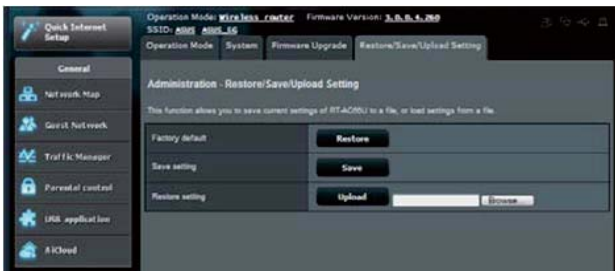 Quick Internet
Setup
Operation Mode: Wireless router Firmware Version: 3.0.0.4.260
SSID: ASUS ASUS_5G
Operation Mode System Firmware Upgrade Restore/Save/Upload Setting
General
Network Map
Guest Network
Traffic Manager
Parental control
USB application
AiCloud
Administration - Restore/Save/Upload Setting
This function allows you to save current settings of RT-AC66U to a file, or load settings from a file.
Factory default Restore
Save setting Save
Restore setting Upload Browse...